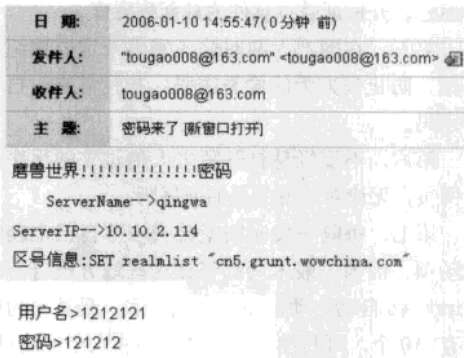 日 期: 2006-01-10 14:55:47( 0 分钟 前)
发件人: "tougao008@163.com" <tougao008@163.com>
收件人: tougao008@163.com
主 题: 密码来了 [新窗口打开]
磨兽世界!!!!!!!!!!!!!!密码
ServerName-->qingwa
ServerIP-->10.10.2.114
区号信息:SET realmlist "cn5.grunt.wowchina.com"
用户名>1212121
密码>121212